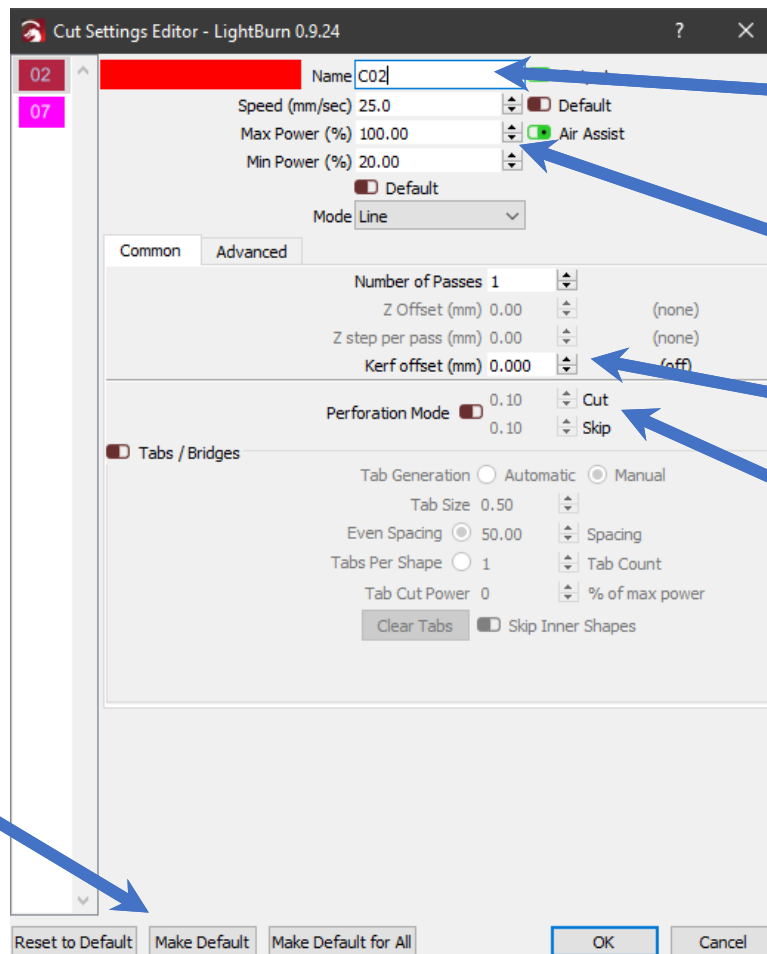 Cut Settings Editor - LightBurn 0.9.24 ? X
02
07
Name C02
Speed (mm/sec) 25.0 Default
Max Power (%) 100.00 Air Assist
Min Power (%) 20.00
Default
Mode Line
Common Advanced
Number of Passes 1
Z Offset (mm) 0.00 (none)
Z step per pass (mm) 0.00 (none)
Kerf offset (mm) 0.000 (off)
Perforation Mode 0.10 Cut
0.10 Skip
Tabs / Bridges
Tab Generation Automatic Manual
Tab Size 0.50
Even Spacing 50.00 Spacing
Tabs Per Shape 1 Tab Count
Tab Cut Power 0 % of max power
Clear Tabs Skip Inner Shapes
Reset to Default Make Default Make Default for All OK Cancel